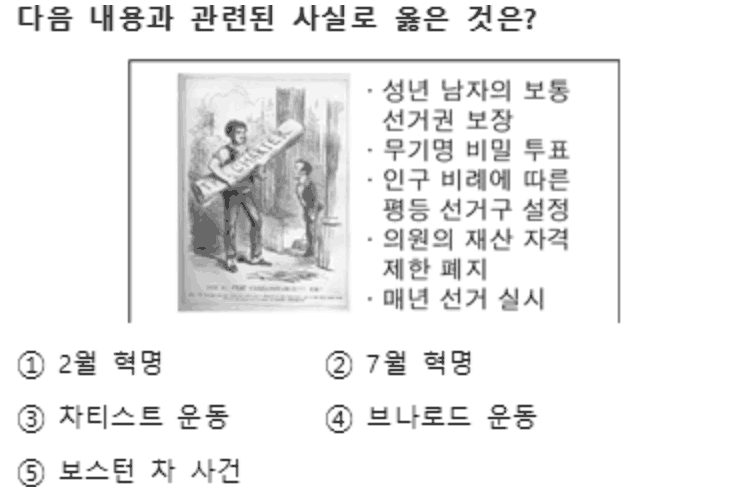 다음 내용과 관련된 사실로 옳은 것은?
· 성년 남자의 보통
선거권 보장
· 무기명 비밀 투표
· 인구 비례에 따른
평등 선거구 설정
· 의원의 재산 자격
제한 폐지
· 매년 선거 실시
CHARTER
① 2월 혁명 ② 7월 혁명
③ 차티스트 운동 ④ 브나로드 운동
⑤ 보스턴 차 사건